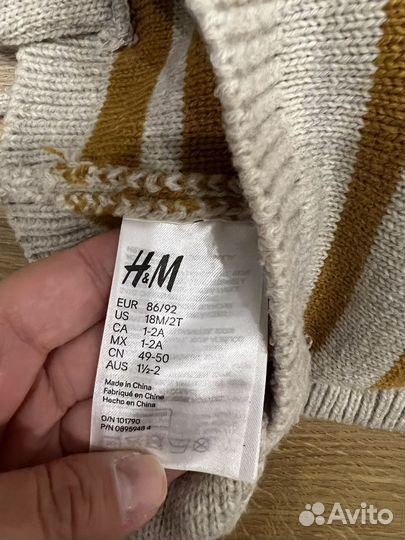 H&M
EUR 86/92
US 18M/2T
CA 1-2A
MX 1-2A
CN 49-50
AUS 1½-2
Made in China
Fabriqué en Chine
Hecho en China
O/N 101790
P/N 0895948 4
Avito